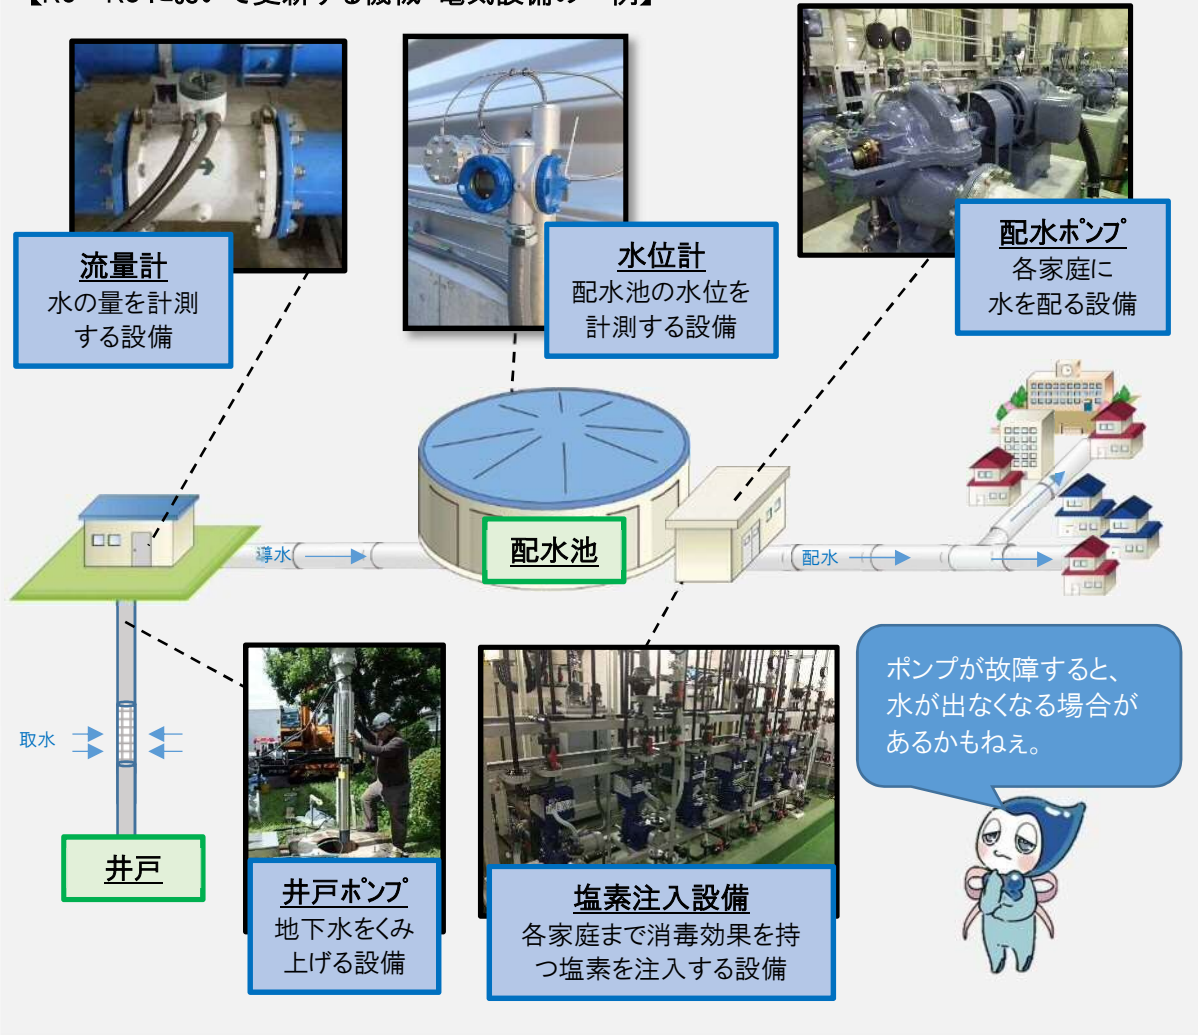 流量計
水の量を計測
する設備
水位計
配水池の水位を
計測する設備
配水ポンプ
各家庭に
水を配る設備
導水
配水池
配水
取水
井戸
井戸ポンプ
地下水をくみ
上げる設備
塩素注入設備
各家庭まで消毒効果を持
つ塩素を注入する設備
ポンプが故障すると、
水が出なくなる場合が
あるかもねぇ。